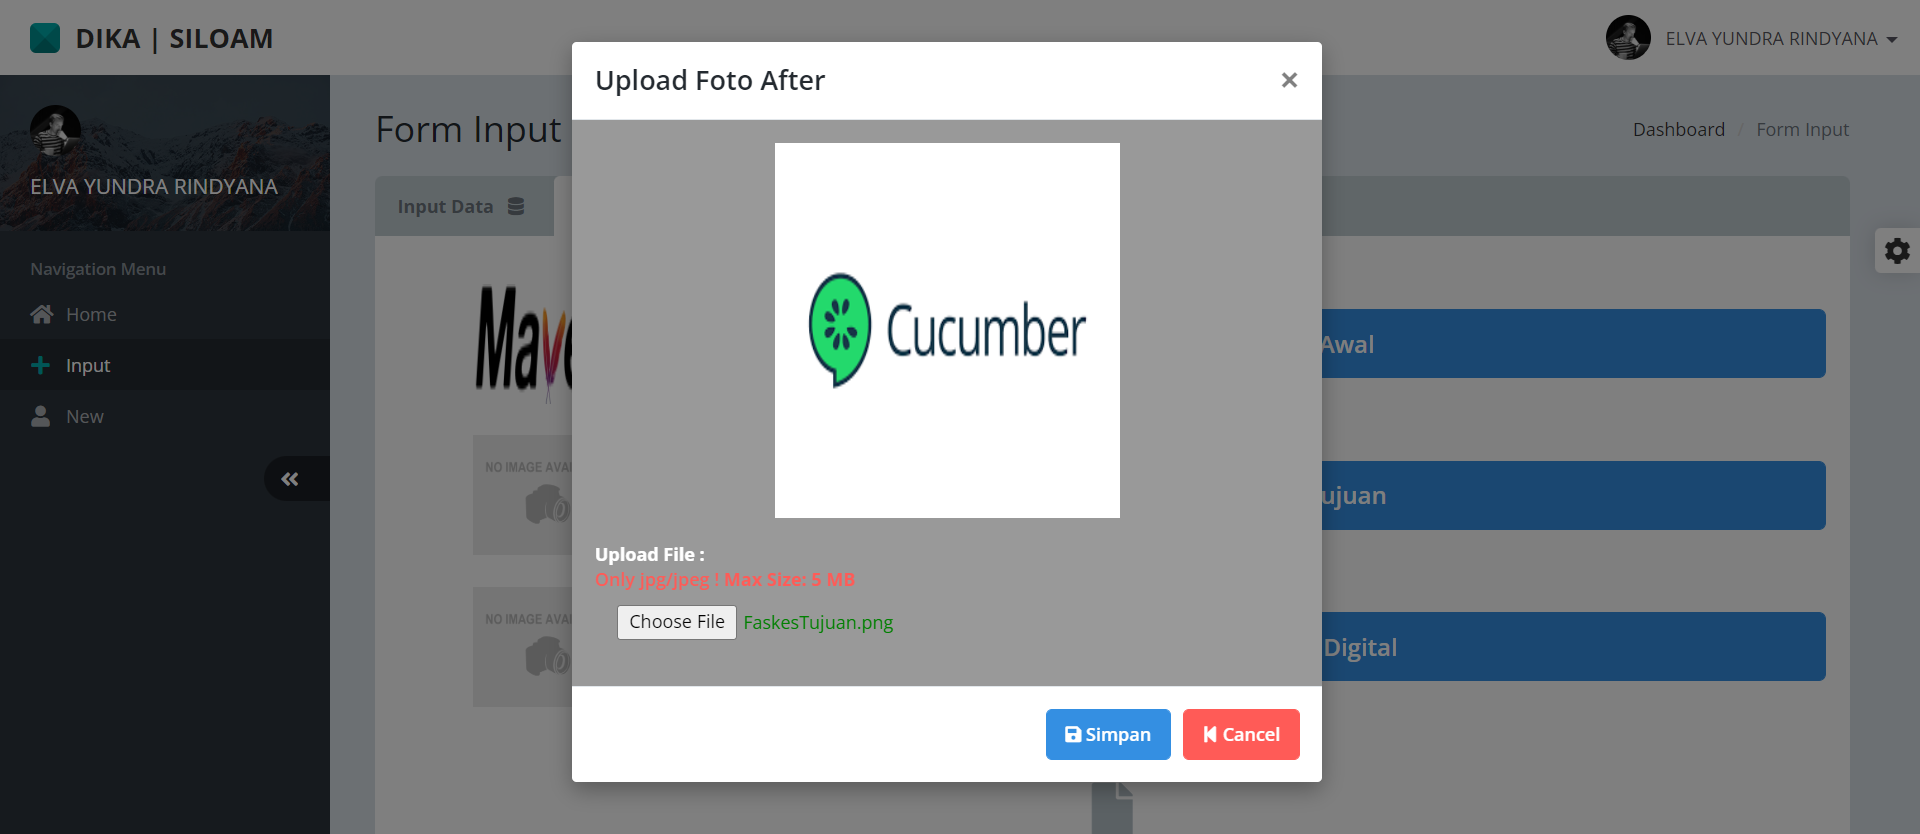 DIKA | SILOAM
ELVA YUNDRA RINDYANA
ELVA YUNDRA RINDYANA
Navigation Menu
Home
Input
New
Form Input
Dashboard / Form Input
Input Data
Mave
NO IMAGE AVAI
NO IMAGE AVAI
Awal
ujuan
Digital
Upload Foto After
×
Cucumber
Upload File :
Only jpg/jpeg ! Max Size: 5 MB
Choose File FaskesTujuan.png
Simpan Cancel